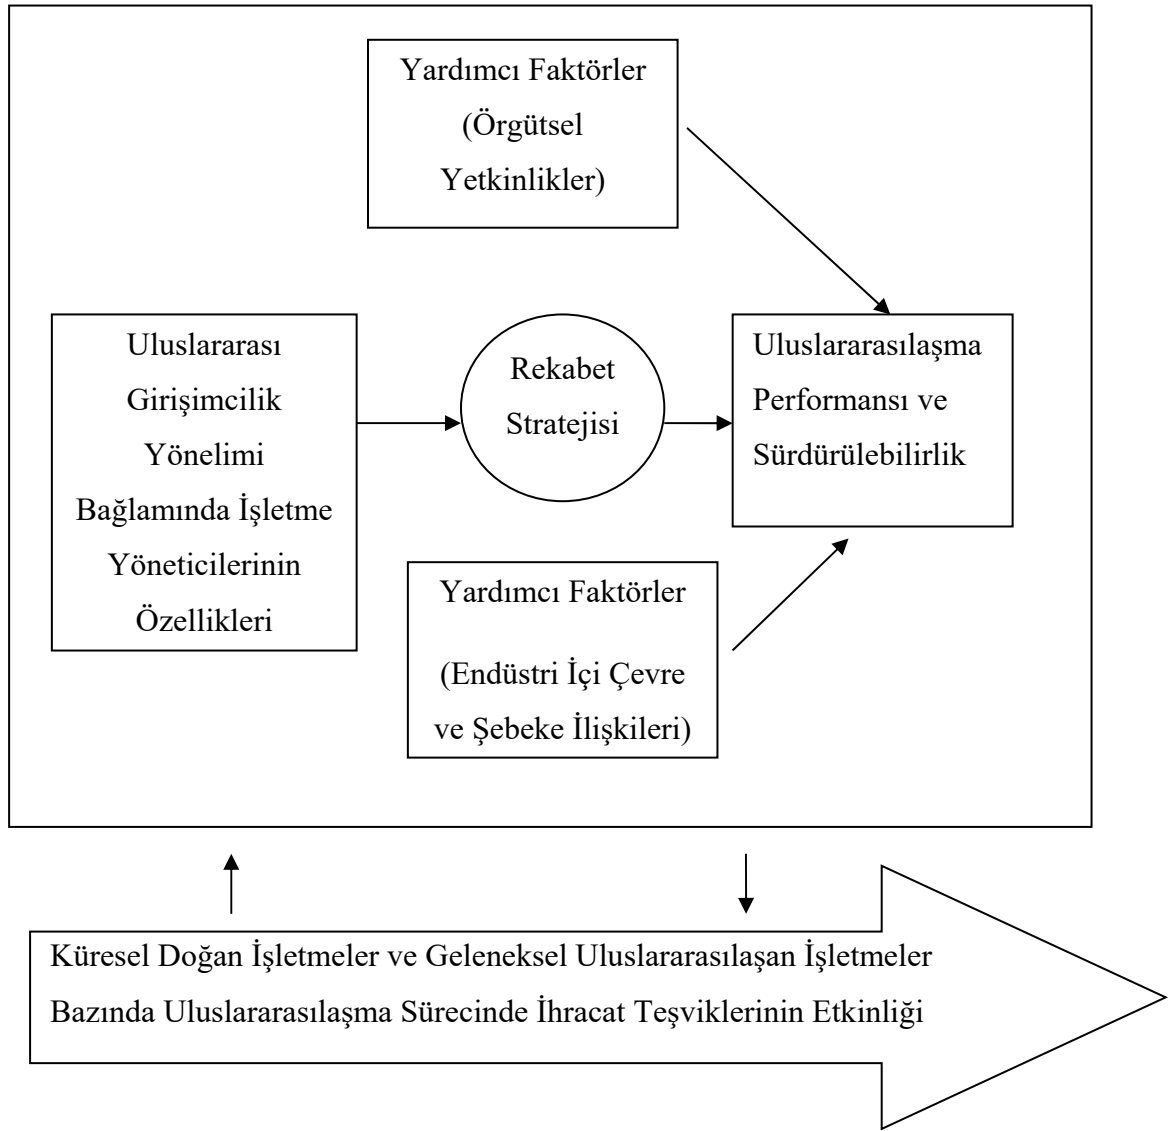 Yardımcı Faktörler
(Örgütsel
Yetkinlikler)
Uluslararası
Girişimcilik
Yönelimi
Bağlamında İşletme
Yöneticilerinin
Özellikleri
Rekabet
Stratejisi
Uluslararasılaşma
Performansı ve
Sürdürülebilirlik
Yardımcı Faktörler
(Endüstri İçi Çevre
ve Şebeke İlişkileri)
Küresel Doğan İşletmeler ve Geleneksel Uluslararasılaşan İşletmeler
Bazında Uluslararasılaşma Sürecinde İhracat Teşviklerinin Etkinliği